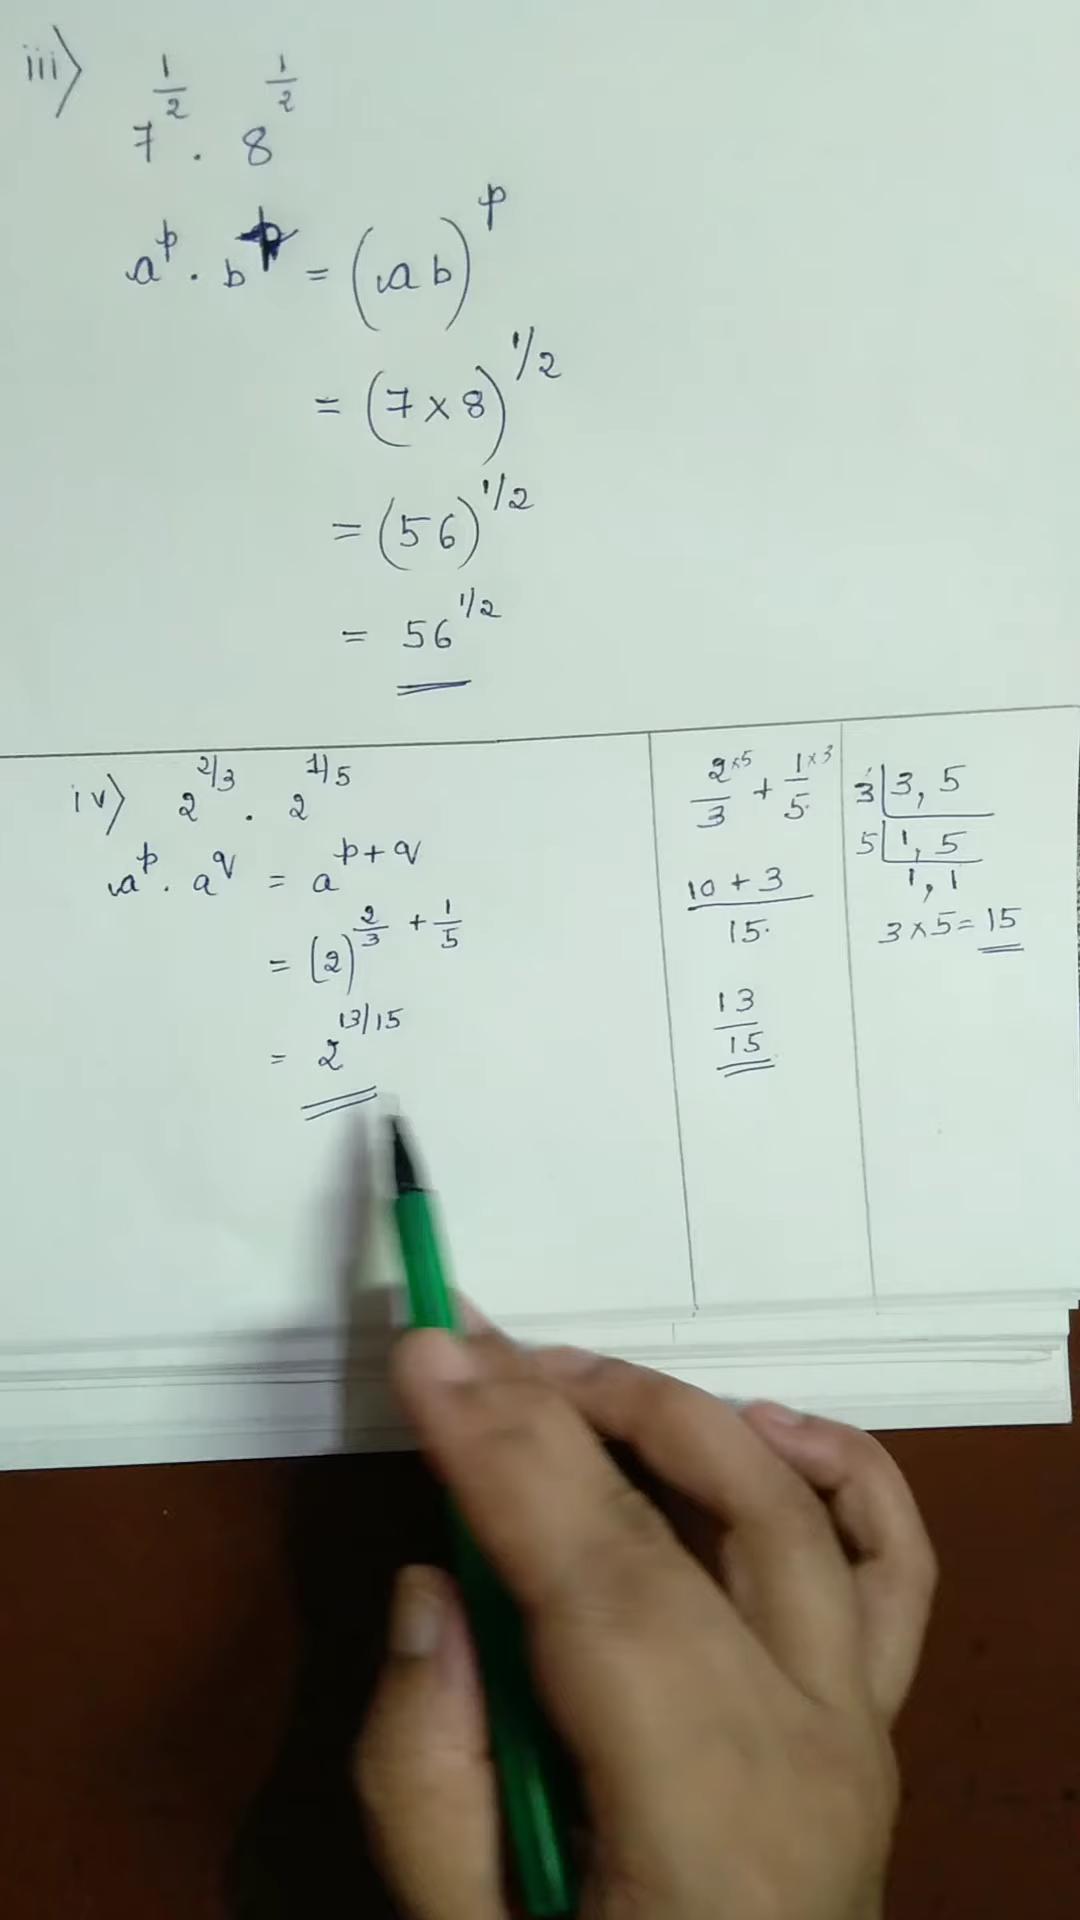 iii) 7^{1/2} . 8^{1/2}
a^p . b^p = (ab)^p
= (7 × 8)^{1/2}
= (56)^{1/2}
= 56^{1/2}
iv) 2^{2/3} . 2^{1/5}
a^p . a^q = a^{p+q}
= (2)^{2/3 + 1/5}
= 2^{13/15}
2^{×5}/3 + 1^{×3}/5
10 + 3
15
13
15
3 | 3, 5
5 | 1, 5
1, 1
3 × 5 = 15